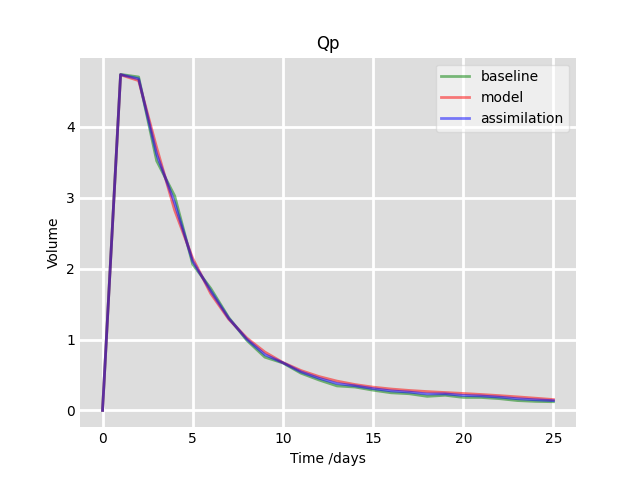 Qp
baseline
model
assimilation
Volume
4
3
2
1
0
0 5 10 15 20 25
Time /days